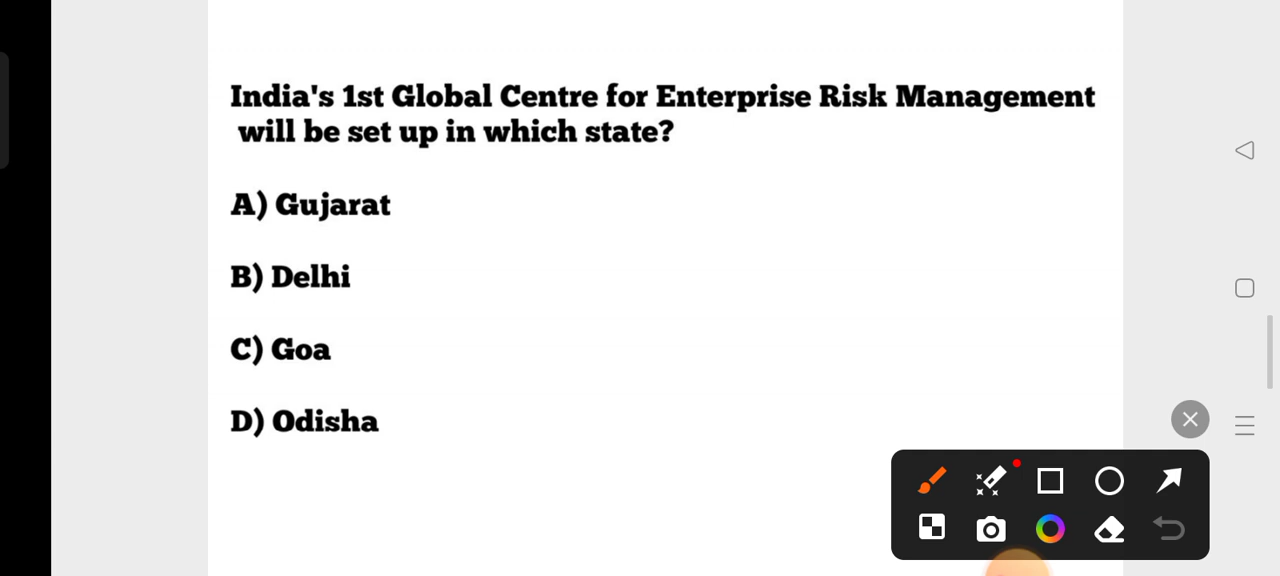 India's 1st Global Centre for Enterprise Risk Management
will be set up in which state?
A) Gujarat
B) Delhi
C) Goa
D) Odisha